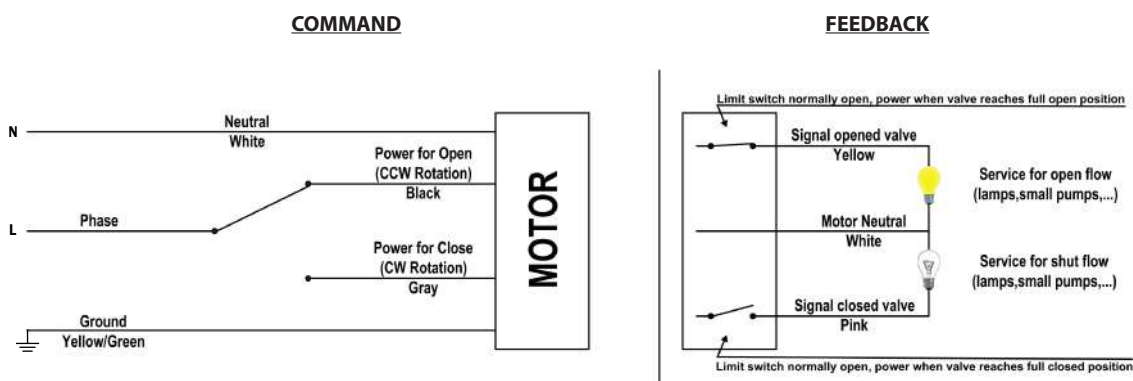 COMMAND
N
Neutral
White
Power for Open
(CCW Rotation)
Black
L
Phase
Power for Close
(CW Rotation)
Gray
Ground
Yellow/Green
MOTOR
FEEDBACK
Limit switch normally open, power when valve reaches full open position
Signal opened valve
Yellow
Service for open flow
(lamps,small pumps,...)
Motor Neutral
White
Service for shut flow
(lamps,small pumps,...)
Signal closed valve
Pink
Limit switch normally open, power when valve reaches full closed position